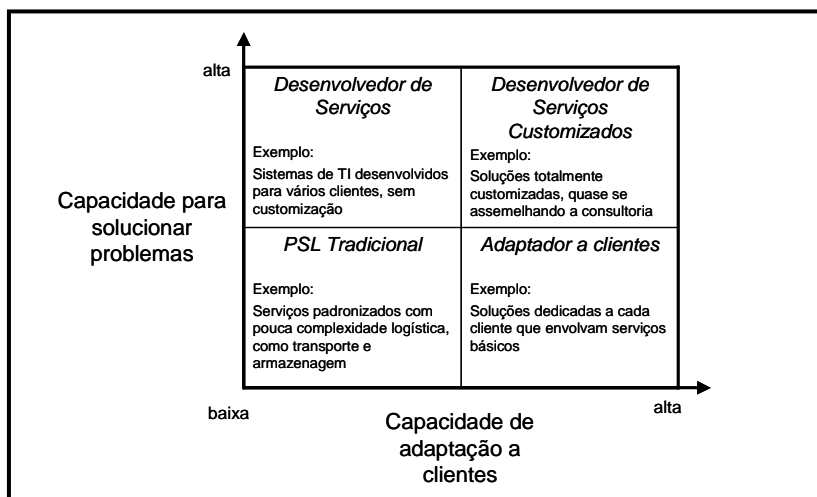 alta
Desenvolvedor de
Serviços
Exemplo:
Sistemas de TI desenvolvidos
para vários clientes, sem
customização
Desenvolvedor de
Serviços
Customizados
Exemplo:
Soluções totalmente
customizadas, quase se
assemelhando a consultoria
Capacidade para
solucionar
problemas
PSL Tradicional
Exemplo:
Serviços padronizados com
pouca complexidade logística,
como transporte e
armazenagem
Adaptador a clientes
Exemplo:
Soluções dedicadas a cada
cliente que envolvam serviços
básicos
baixa
Capacidade de
adaptação a
clientes
alta